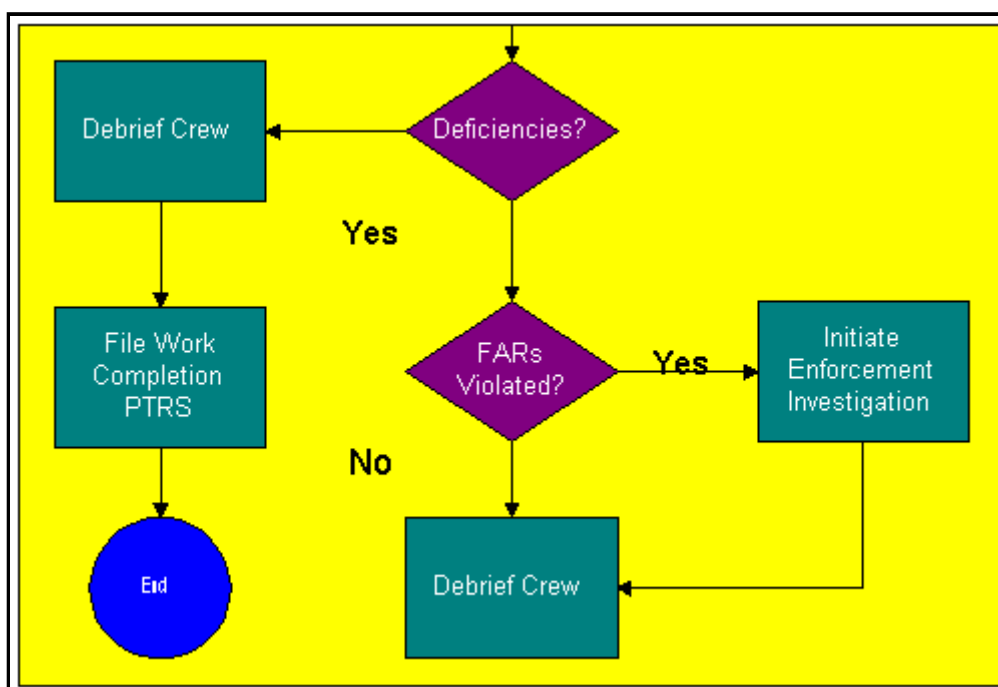 Debrief Crew
Deficiencies?
Yes
File Work
Completion
PTRS
FARs
Violated?
Yes
Initiate
Enforcement
Investigation
No
End
Debrief Crew